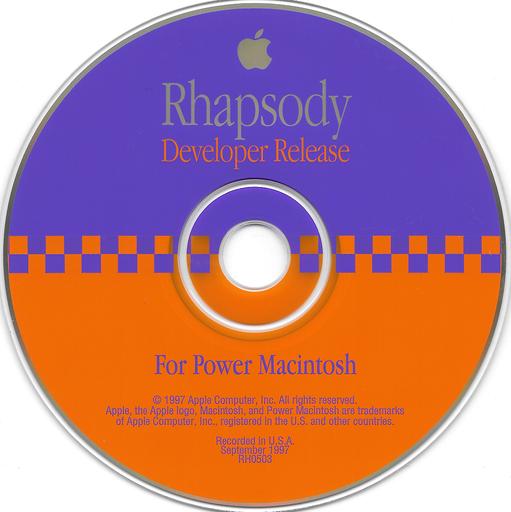 Rhapsody
Developer Release
For Power Macintosh
© 1997 Apple Computer, Inc. All rights reserved.
Apple, the Apple logo, Macintosh, and Power Macintosh are trademarks
of Apple Computer, Inc., registered in the U.S. and other countries.
Recorded in U.S.A.
September 1997
RH0503